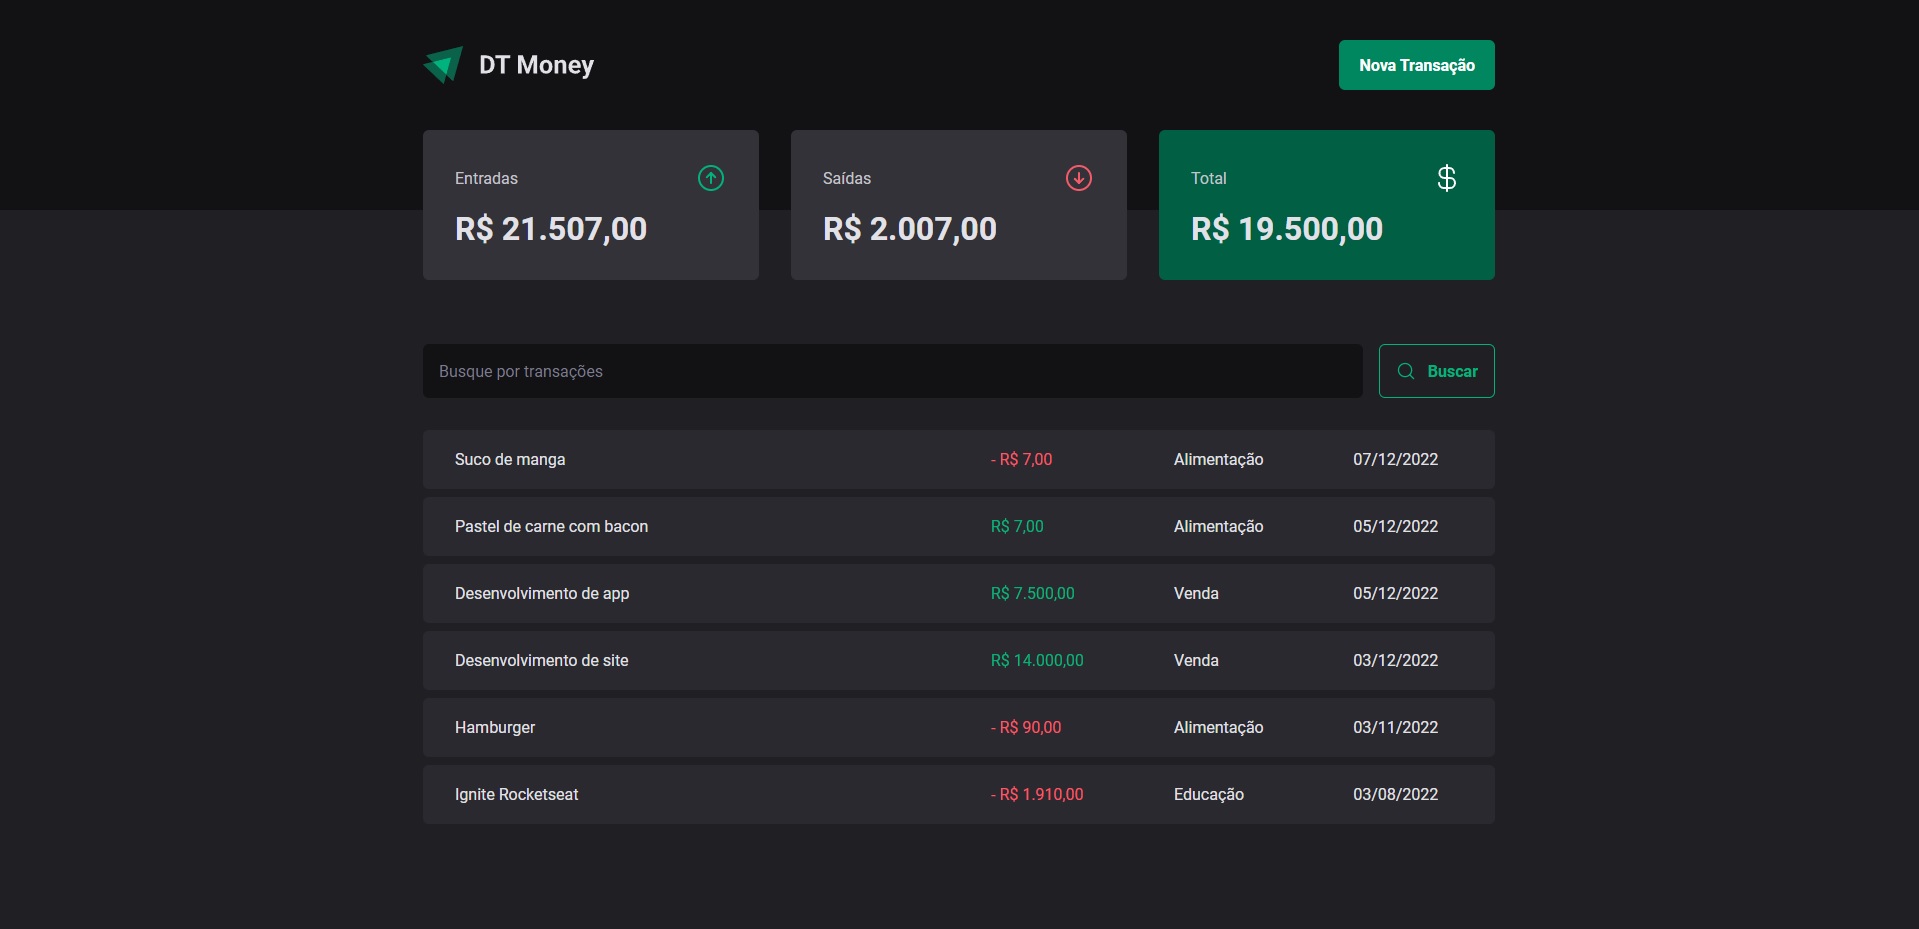 DT Money
Nova Transação
Entradas
R$ 21.507,00
Saídas
R$ 2.007,00
Total
$
R$ 19.500,00
Busque por transações
Buscar
Suco de manga - R$ 7,00 Alimentação 07/12/2022
Pastel de carne com bacon R$ 7,00 Alimentação 05/12/2022
Desenvolvimento de app R$ 7.500,00 Venda 05/12/2022
Desenvolvimento de site R$ 14.000,00 Venda 03/12/2022
Hamburger - R$ 90,00 Alimentação 03/11/2022
Ignite Rocketseat - R$ 1.910,00 Educação 03/08/2022